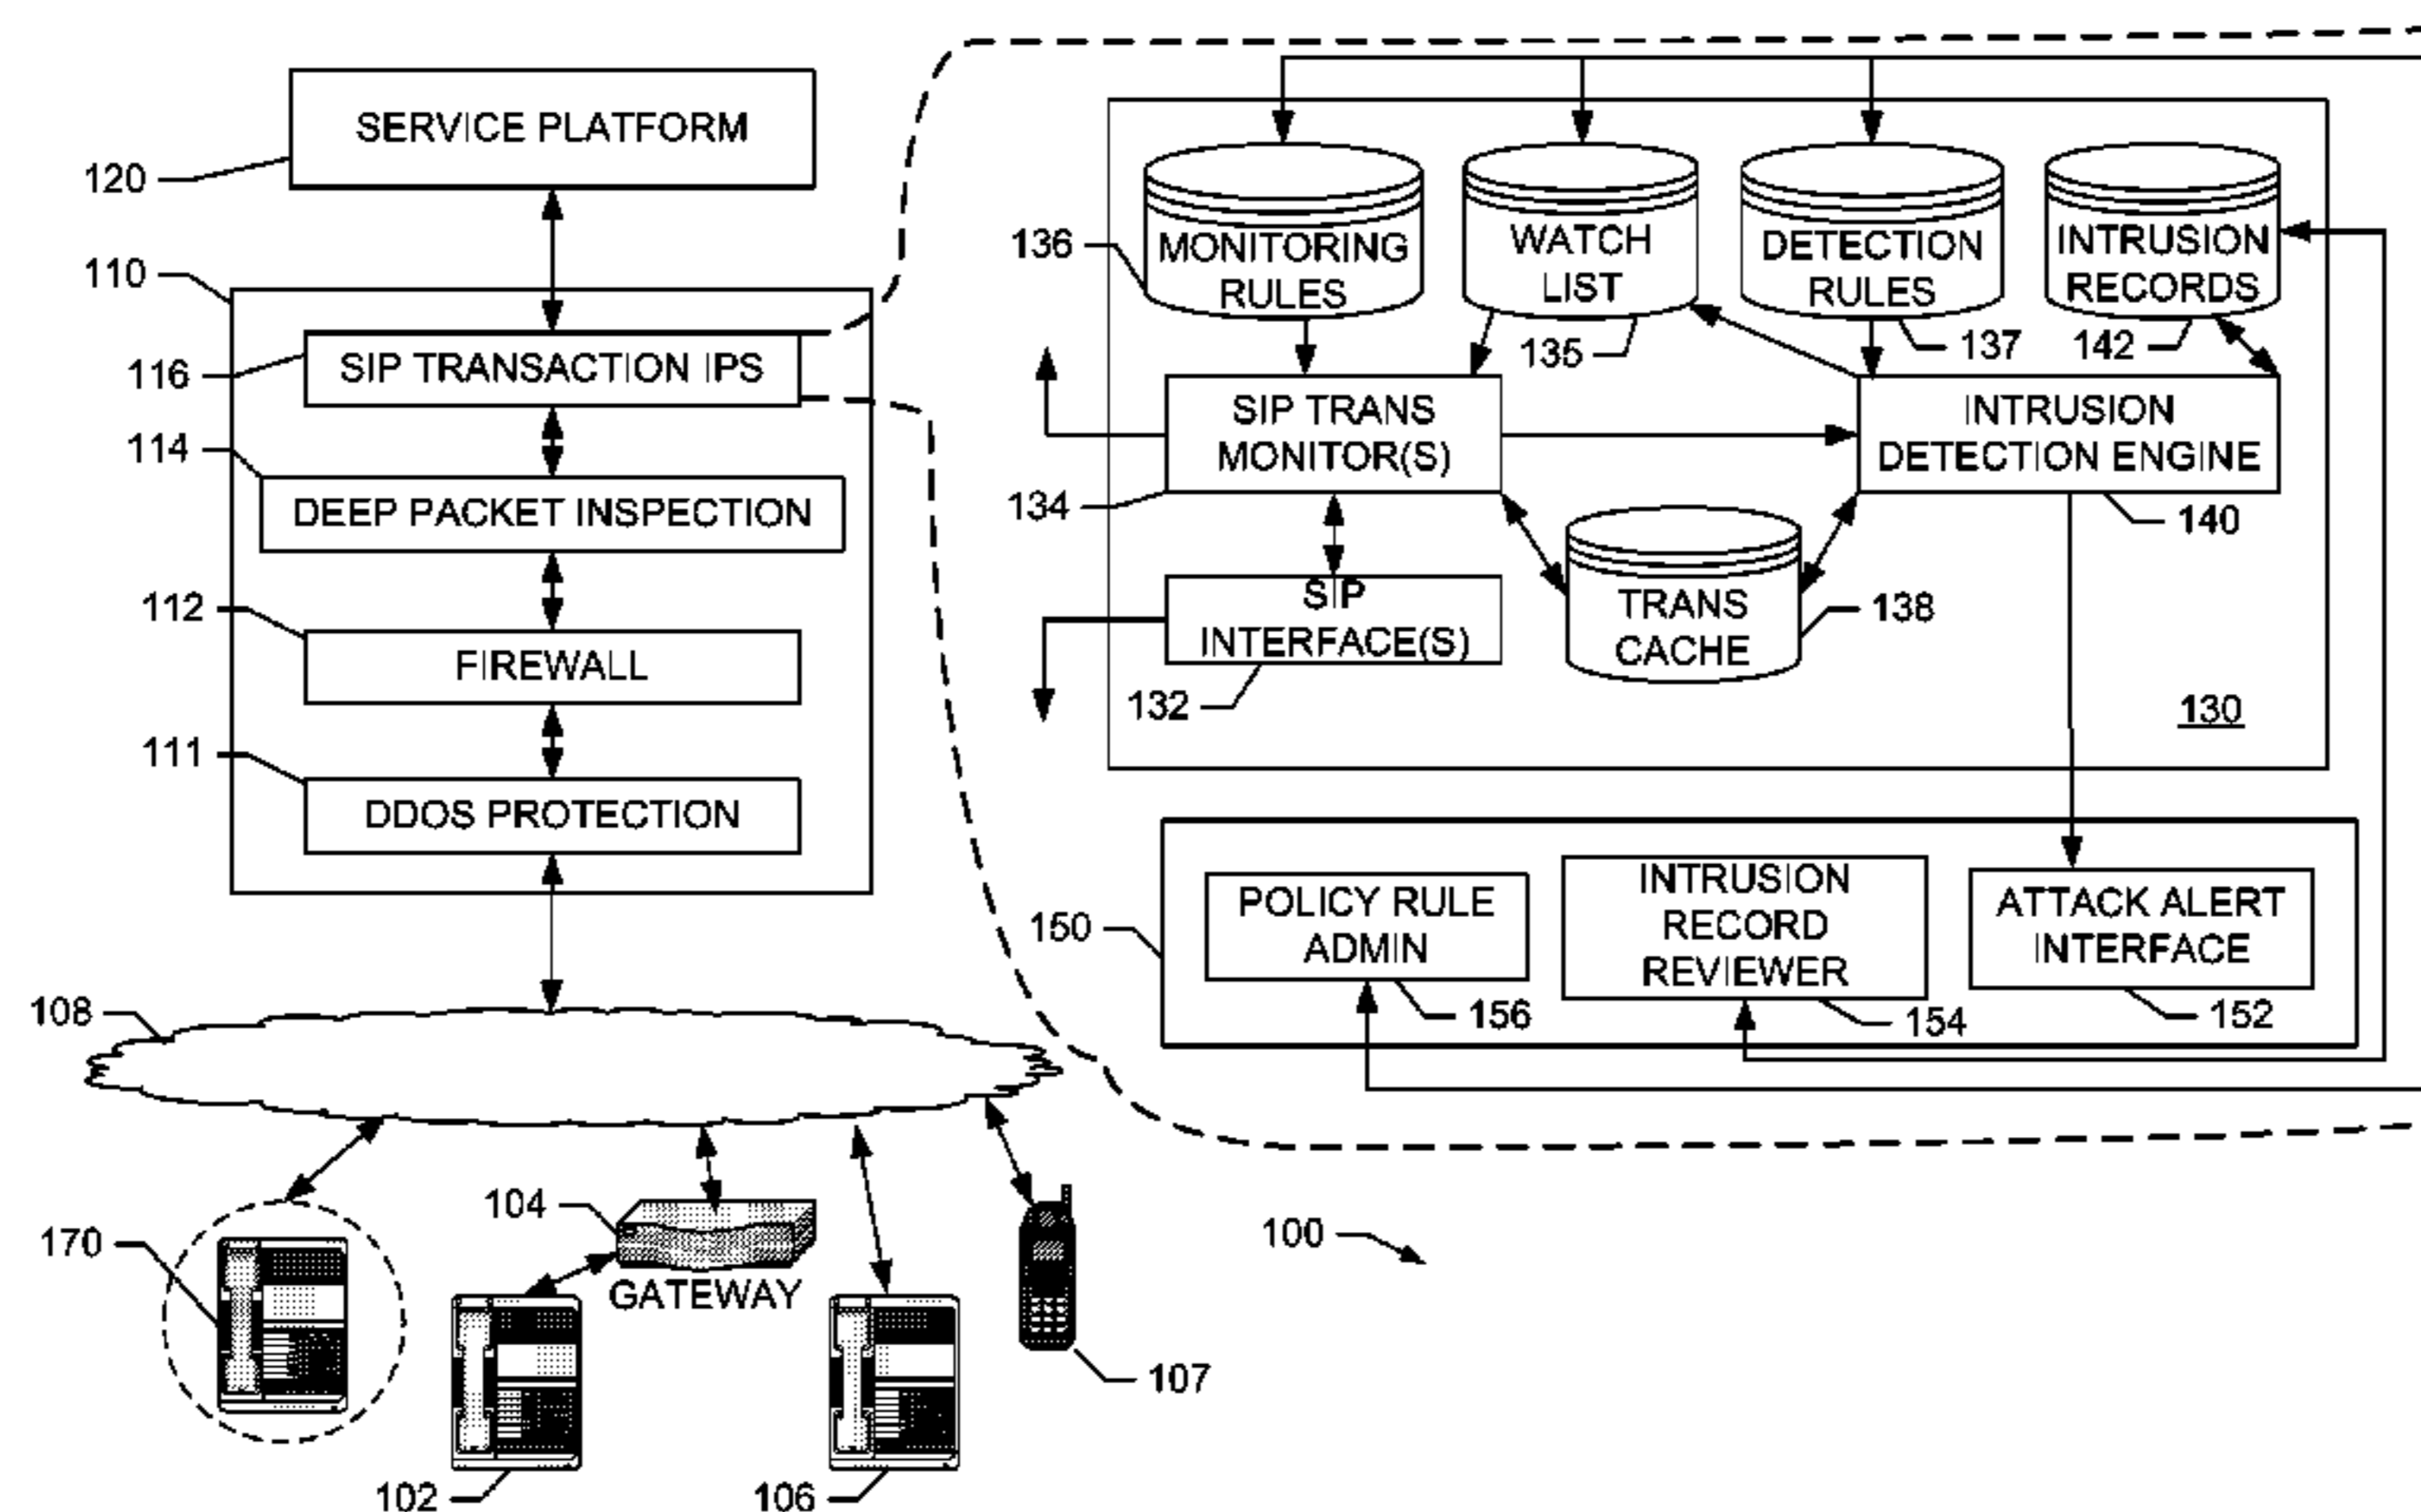 SERVICE PLATFORM
120
110
SIP TRANSACTION IPS
116
114
DEEP PACKET INSPECTION
112
FIREWALL
111
DDOS PROTECTION
108
104
GATEWAY
170
102
106
107
100
136
MONITORING
RULES
WATCH
LIST
135
DETECTION
RULES
137
INTRUSION
RECORDS
142
SIP TRANS
MONITOR(S)
134
INTRUSION
DETECTION ENGINE
140
SIP
INTERFACE(S)
132
TRANS
CACHE
138
130
150
POLICY RULE
ADMIN
156
INTRUSION
RECORD
REVIEWER
154
ATTACK ALERT
INTERFACE
152